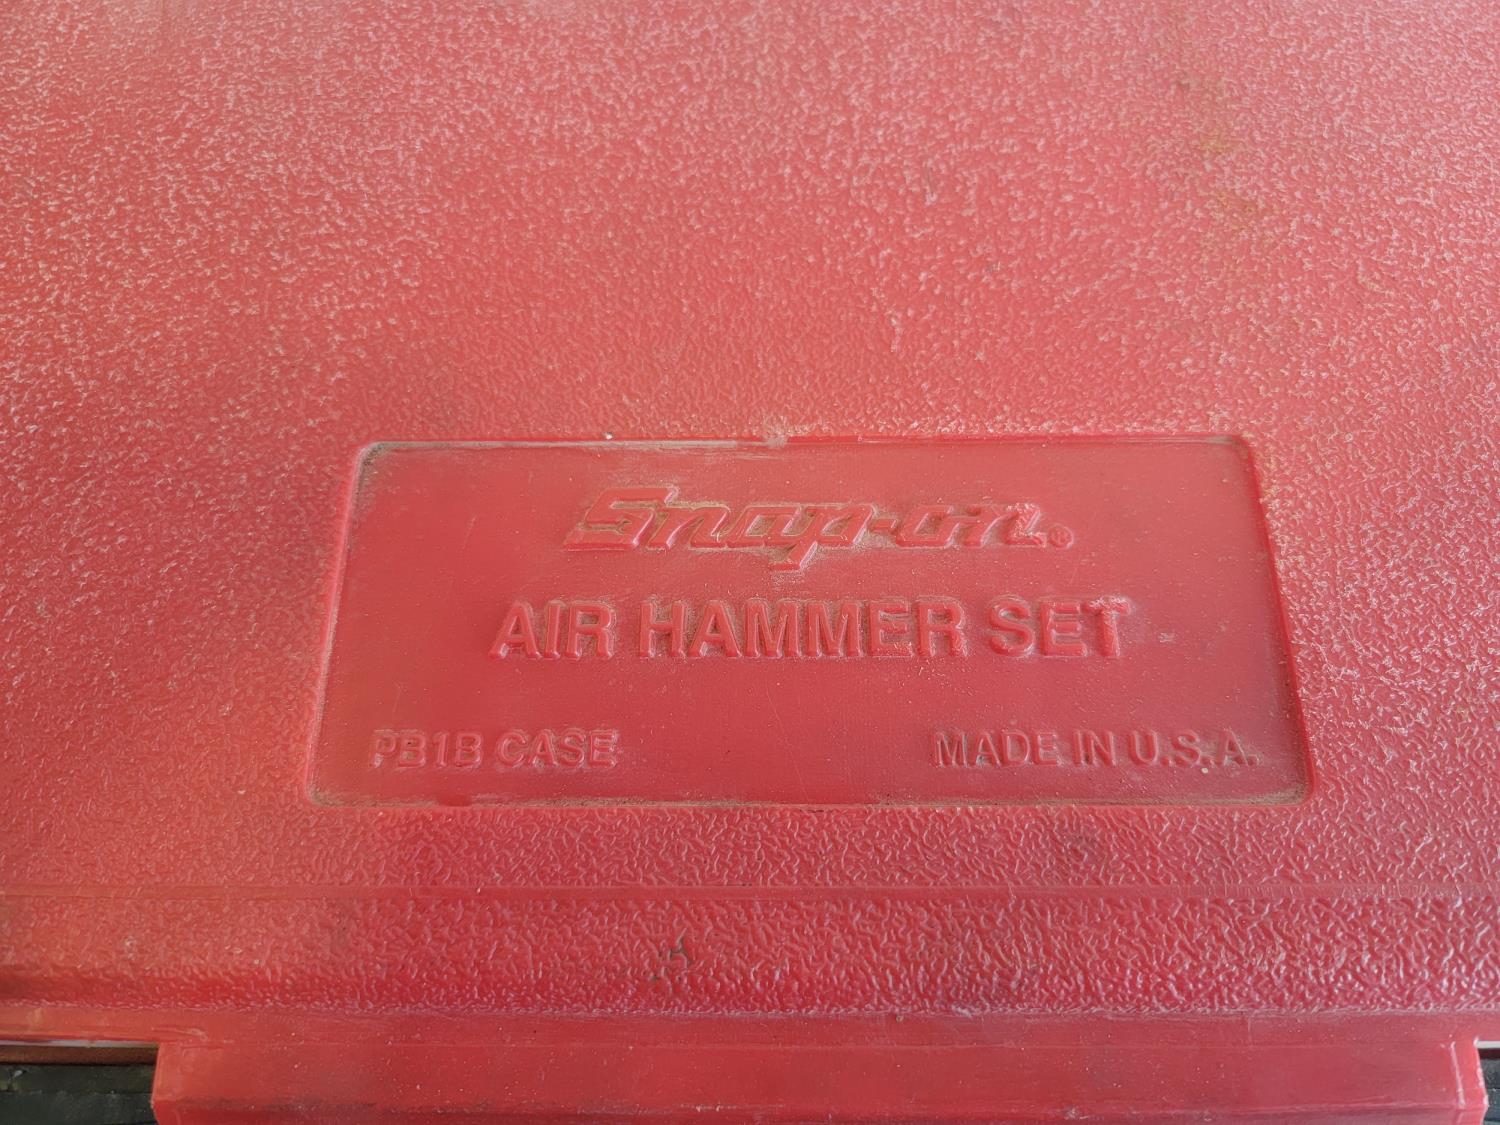 Snap-on®
AIR HAMMER SET
PB1B CASE MADE IN U.S.A.